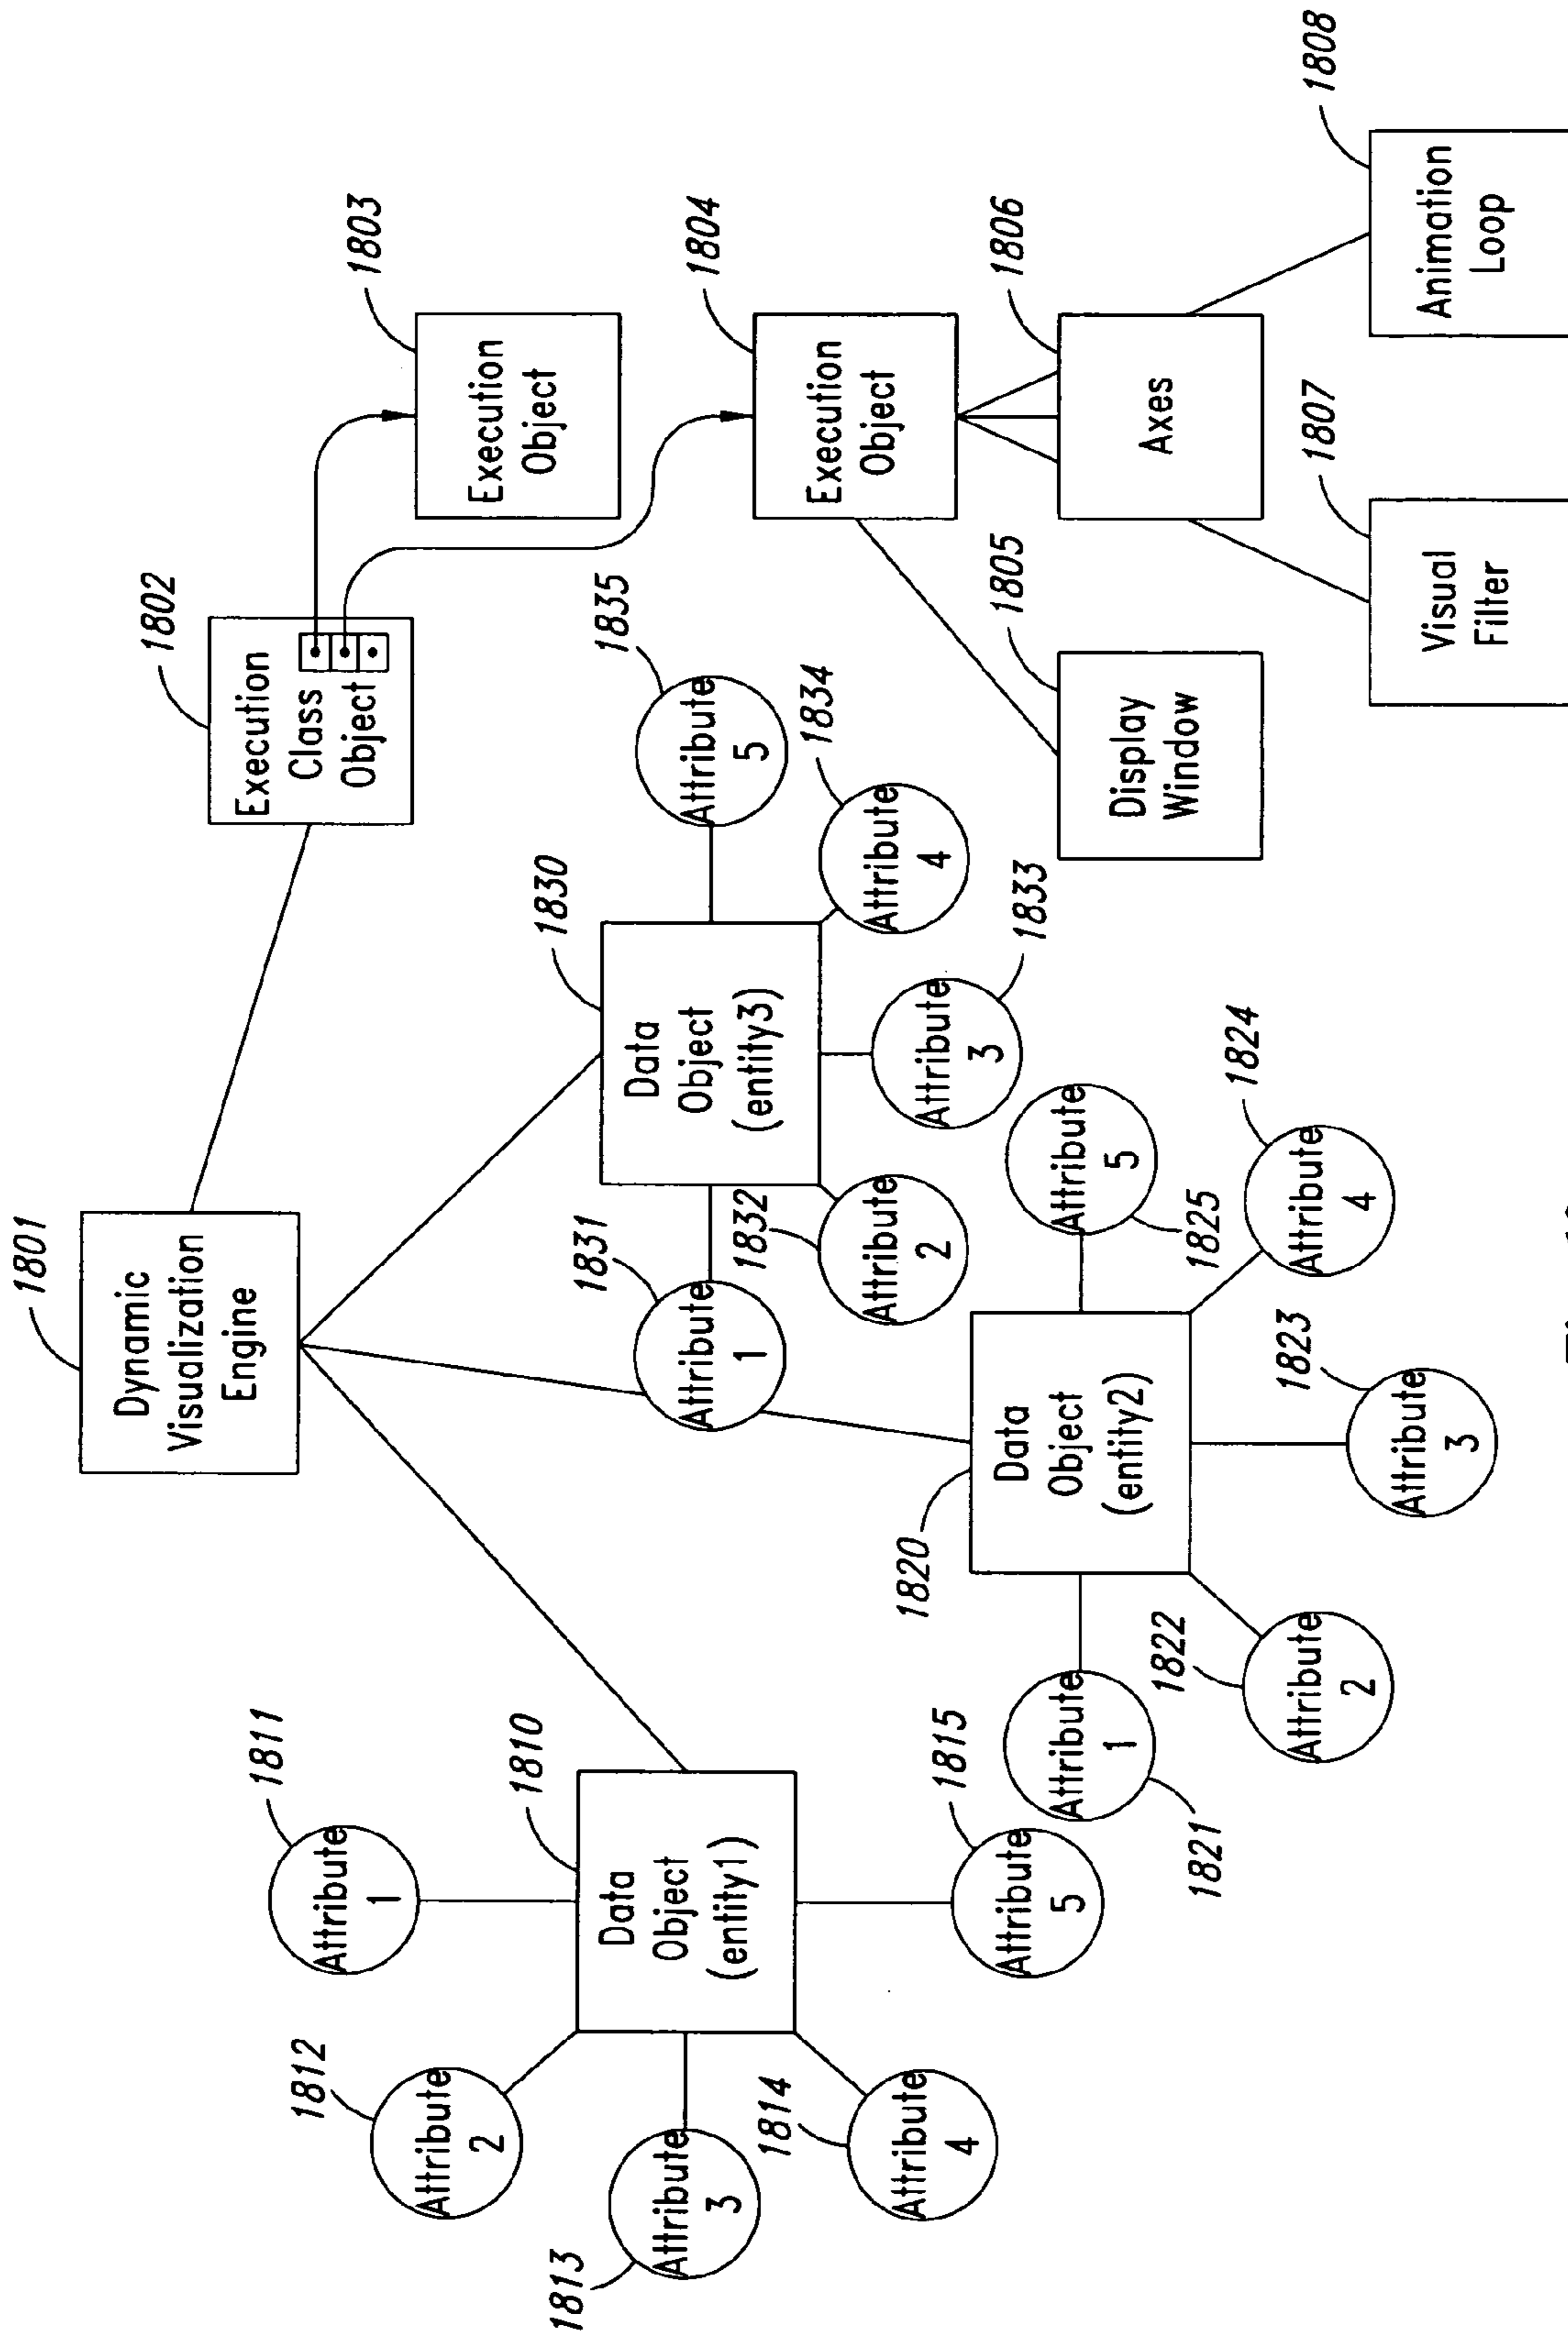 1801
Dynamic
Visualization
Engine
1802
Execution
Class
Object
1803
Execution
Object
1804
Execution
Object
1805
Display
Window
1806
Axes
1807
Visual
Filter
1808
Animation
Loop
1810
Data
Object
(entity1)
1811
Attribute
1
1812
Attribute
2
1813
Attribute
3
1814
Attribute
4
1815
Attribute
5
1820
Data
Object
(entity2)
1821
Attribute
1
1822
Attribute
2
1823
Attribute
3
1824
Attribute
4
1825
Attribute
5
1830
Data
Object
(entity3)
1831
Attribute
1
1832
Attribute
2
1833
Attribute
3
1834
Attribute
4
1835
Attribute
5